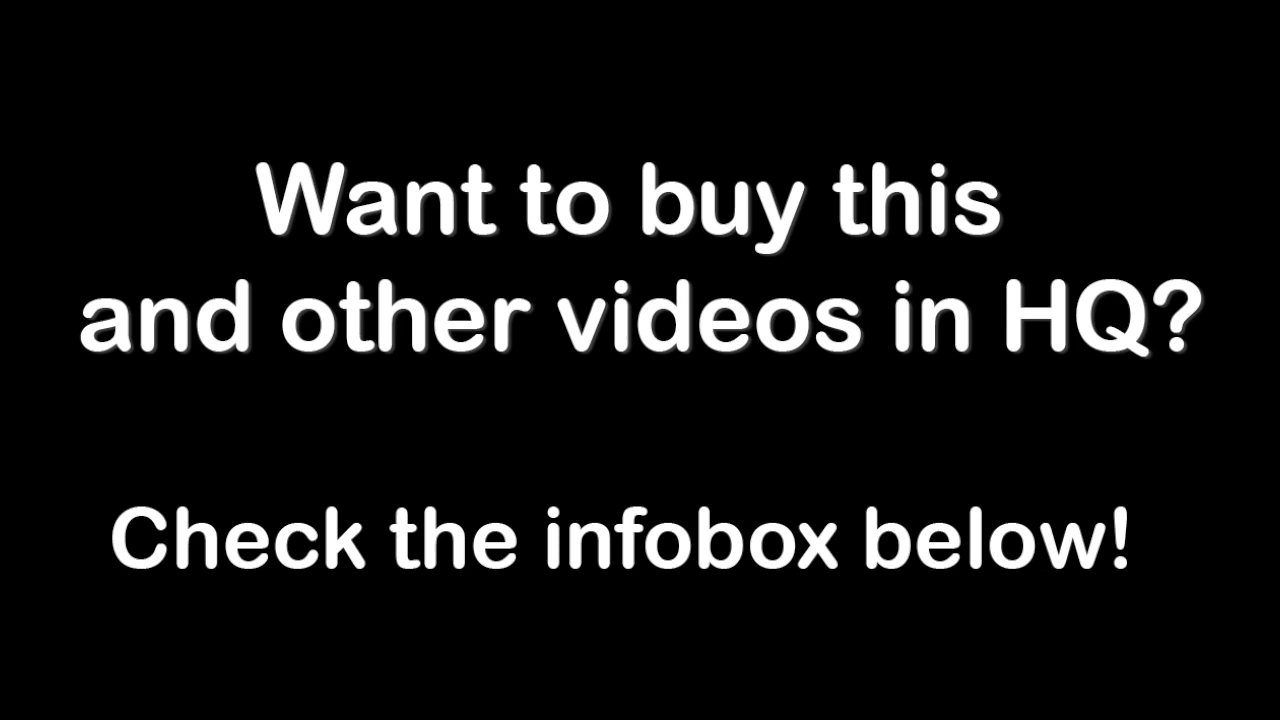 Want to buy this
and other videos in HQ?
Check the infobox below!